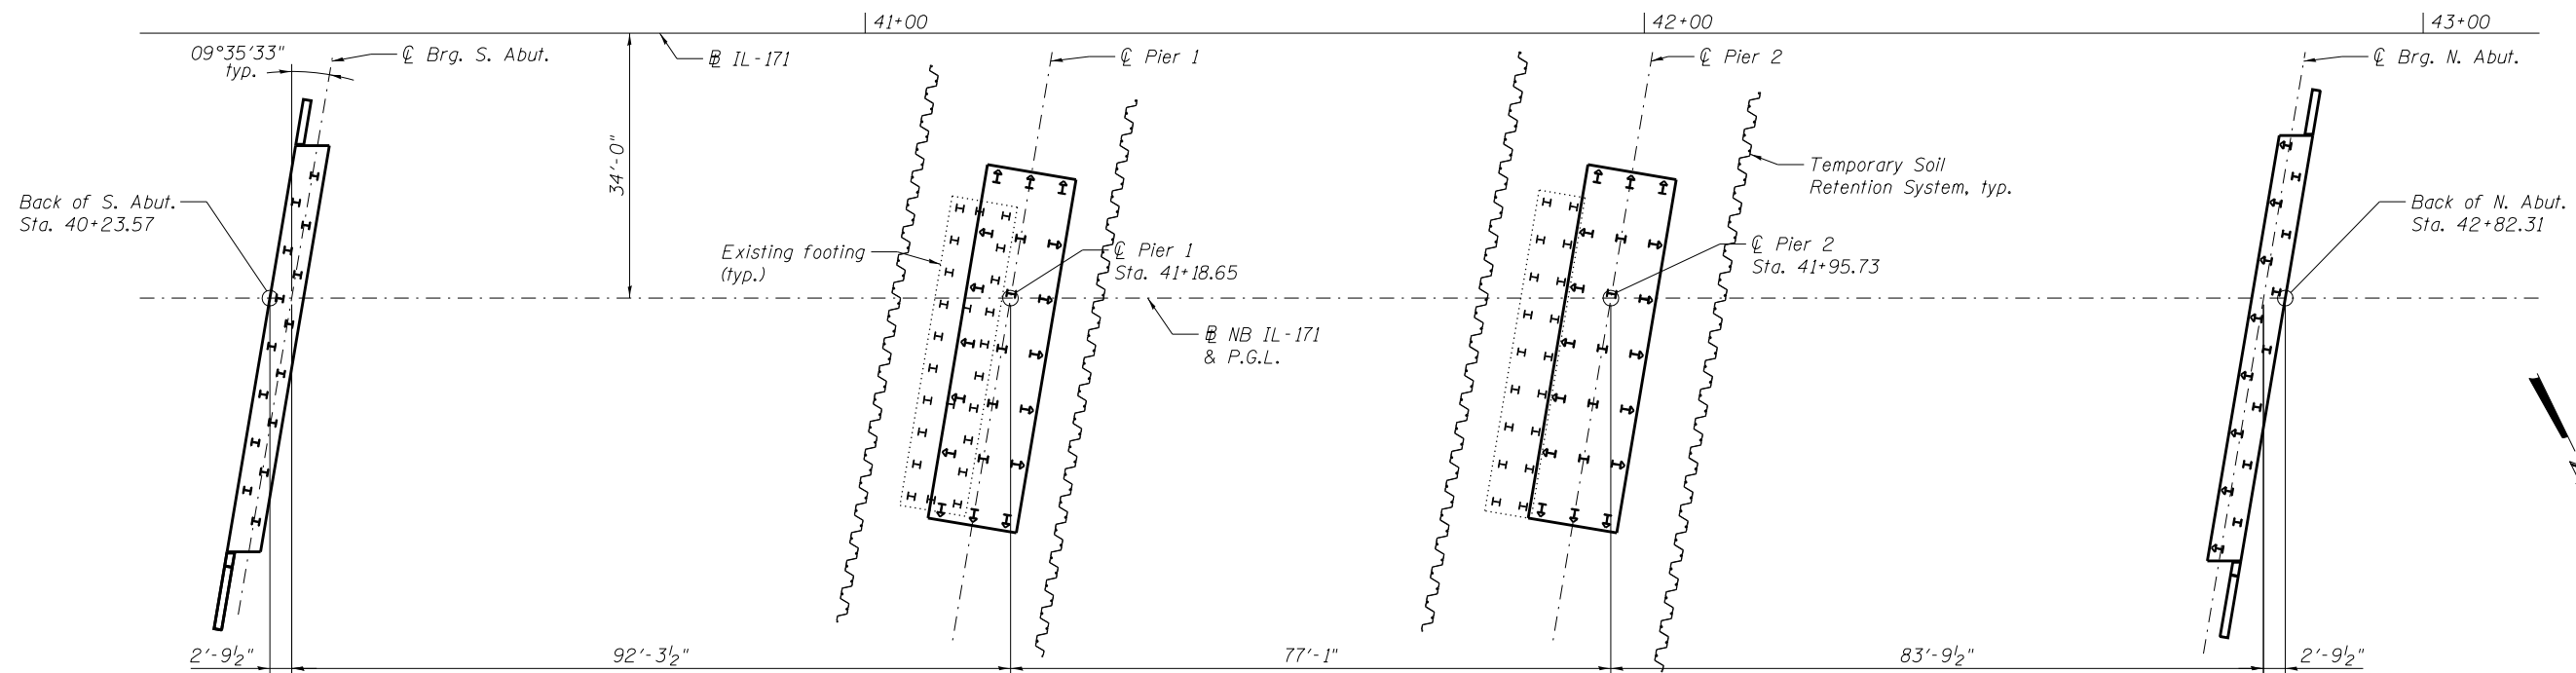 41+00
42+00
43+00
09°35'33"
typ.
℄ Brg. S. Abut.
℔ IL-171
℄ Pier 1
℄ Pier 2
℄ Brg. N. Abut.
34'-0"
Temporary Soil
Retention System, typ.
Back of S. Abut.
Sta. 40+23.57
Existing footing
(typ.)
℄ Pier 1
Sta. 41+18.65
℄ Pier 2
Sta. 41+95.73
Back of N. Abut.
Sta. 42+82.31
℔ NB IL-171
& P.G.L.
2'-9½"
92'-3½"
77'-1"
83'-9½"
2'-9½"